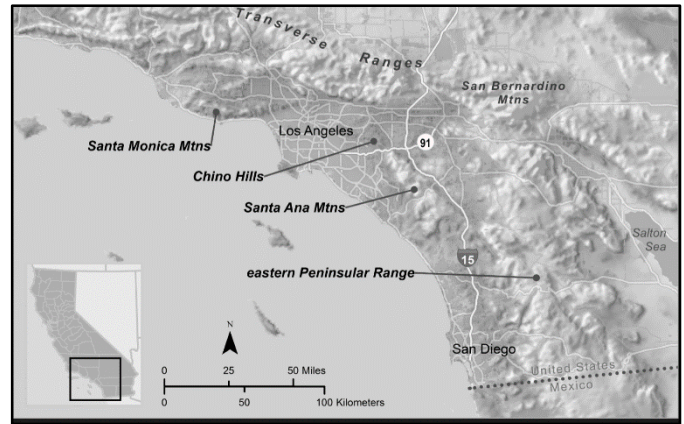 Transverse
Ranges
San Bernardino
Mtns
Los Angeles
Santa Monica Mtns
91
Chino Hills
Santa Ana Mtns
Salton
Sea
15
eastern Peninsular Range
N
San Diego
0 25 50 Miles
0 50 100 Kilometers
United States
Mexico